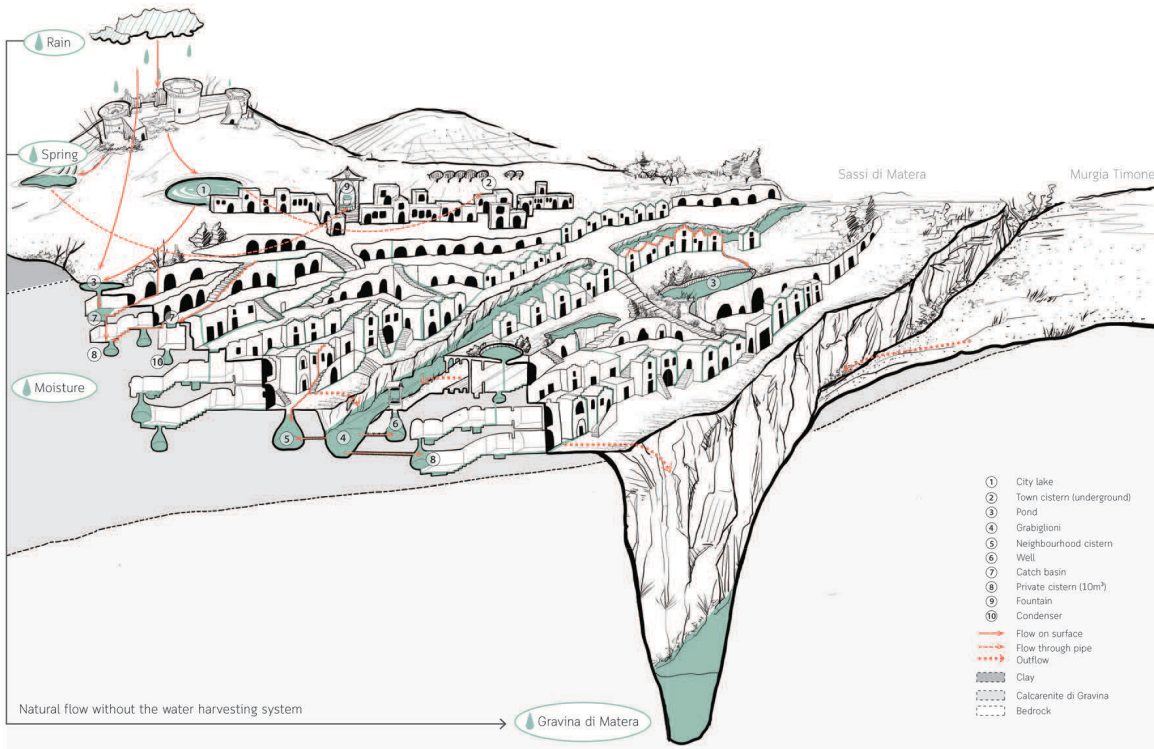 Rain
Spring
Sassi di Matera
Murgia Timone
1
9
2
3
3
7
8
10
Moisture
5
4
6
8
1 City lake
2 Town cistern (underground)
3 Pond
4 Grabiglioni
5 Neighbourhood cistern
6 Well
7 Catch basin
8 Private cistern (10m³)
9 Fountain
10 Condenser
Flow on surface
Flow through pipe
Outflow
Clay
Calcarenite di Gravina
Bedrock
Natural flow without the water harvesting system
Gravina di Matera